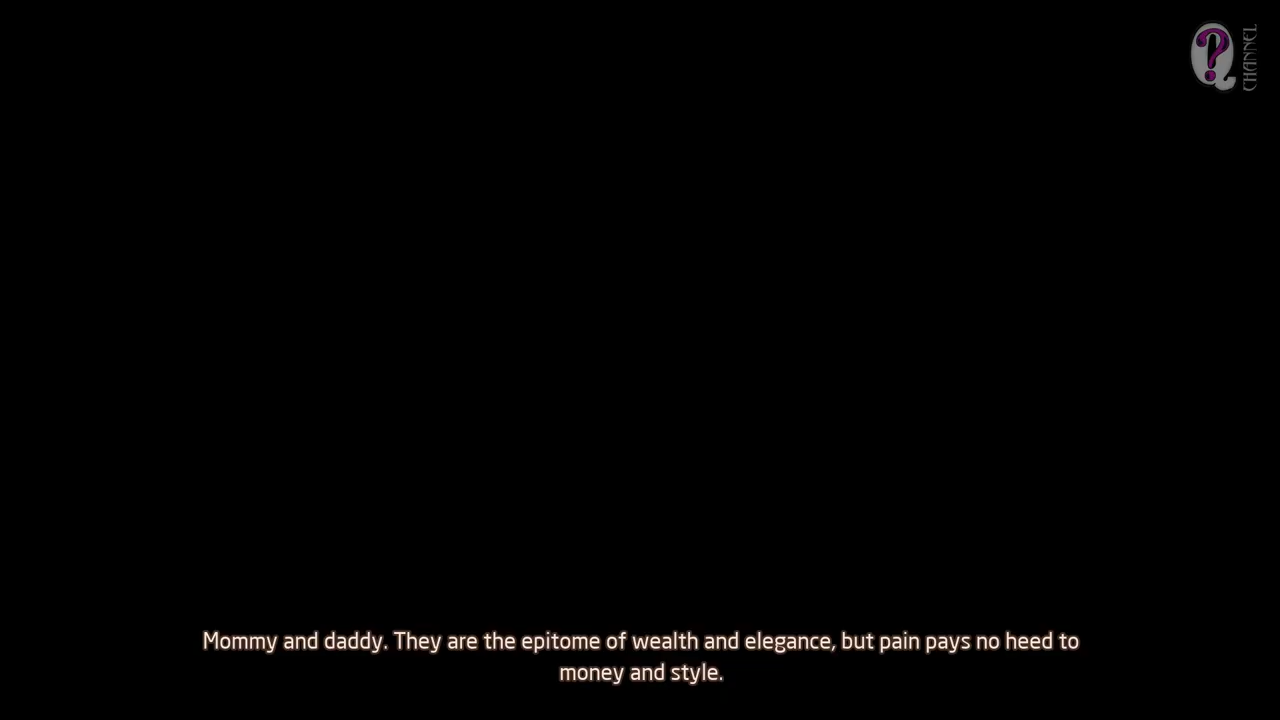 CHANNEL
Mommy and daddy. They are the epitome of wealth and elegance, but pain pays no heed to
money and style.